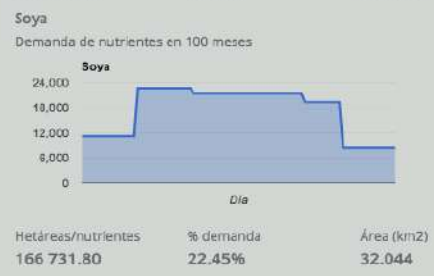 Soya
Demanda de nutrientes en 100 meses
Soya
24,000
18,000
12,000
6,000
0
Dia
Hetáreas/nutrientes % demanda Área (km2)
166 731.80 22.45% 32.044